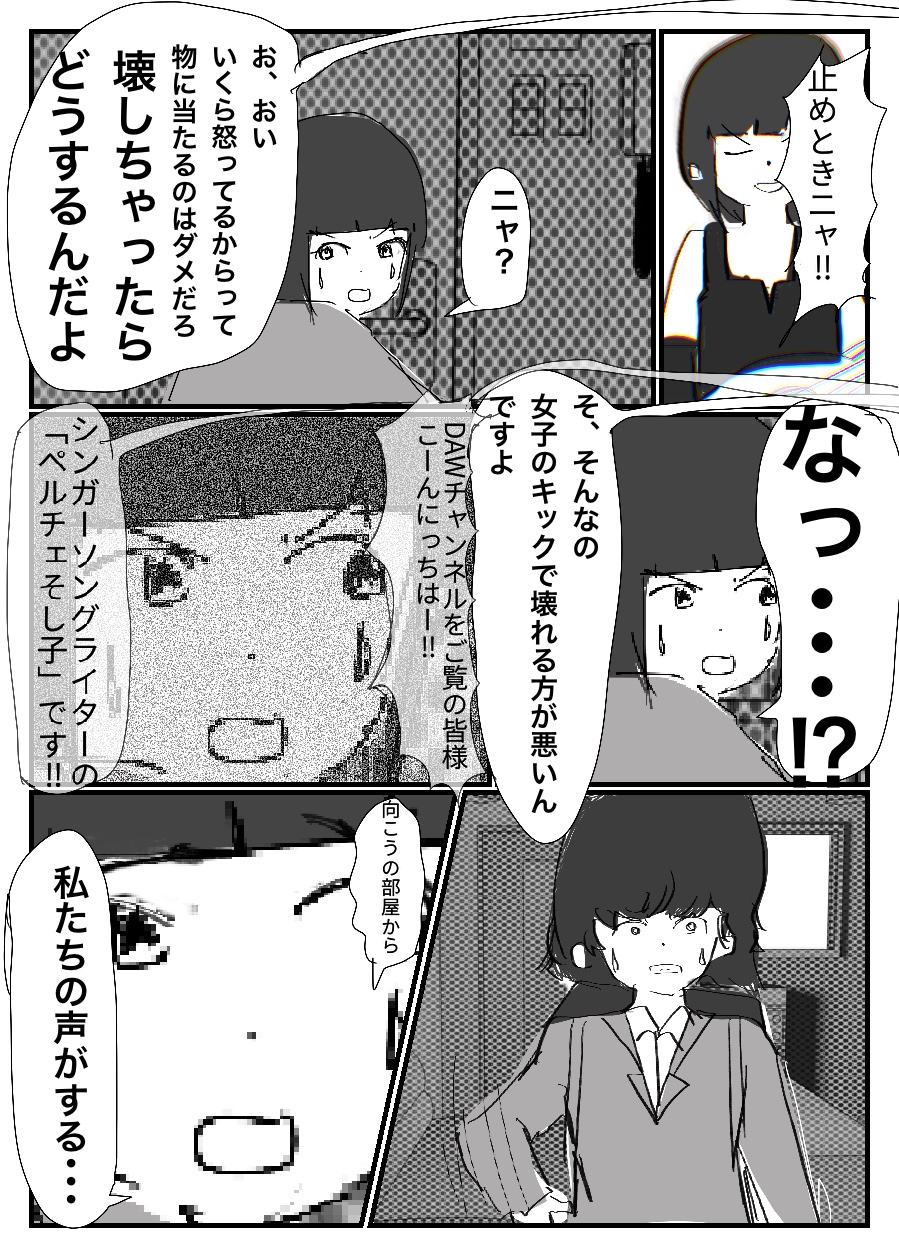 止めときニャ!!
ニャ?
お、おい
いくら怒ってるからって
物に当たるのはダメだろ
壊しちゃったら
どうするんだよ
なっ・・・!?
そ、そんなの
女子のキックで壊れる方が悪いん
ですよ
DAWチャンネルをご覧の皆様
こーんにっちはー!!
シンガーソングライターの
「ペルチェそし子」です!!
向こうの部屋から
私たちの声がする・・・